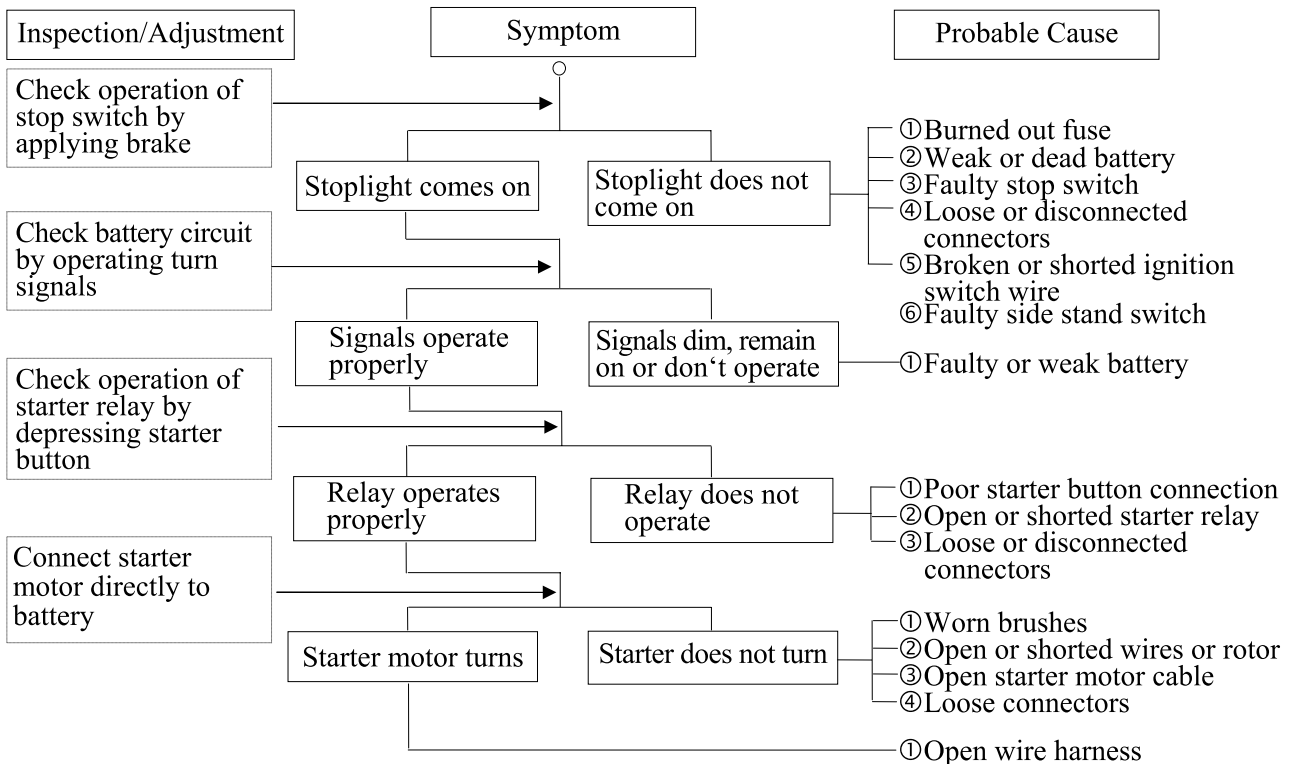 Inspection/Adjustment
Symptom
Probable Cause
Check operation of
stop switch by
applying brake
Stoplight comes on
Stoplight does not
come on
①Burned out fuse
②Weak or dead battery
③Faulty stop switch
④Loose or disconnected
connectors
⑤Broken or shorted ignition
switch wire
⑥Faulty side stand switch
Check battery circuit
by operating turn
signals
Signals operate
properly
Signals dim, remain
on or don‘t operate
①Faulty or weak battery
Check operation of
starter relay by
depressing starter
button
Relay operates
properly
Relay does not
operate
①Poor starter button connection
②Open or shorted starter relay
③Loose or disconnected
connectors
Connect starter
motor directly to
battery
Starter motor turns
Starter does not turn
①Worn brushes
②Open or shorted wires or rotor
③Open starter motor cable
④Loose connectors
①Open wire harness